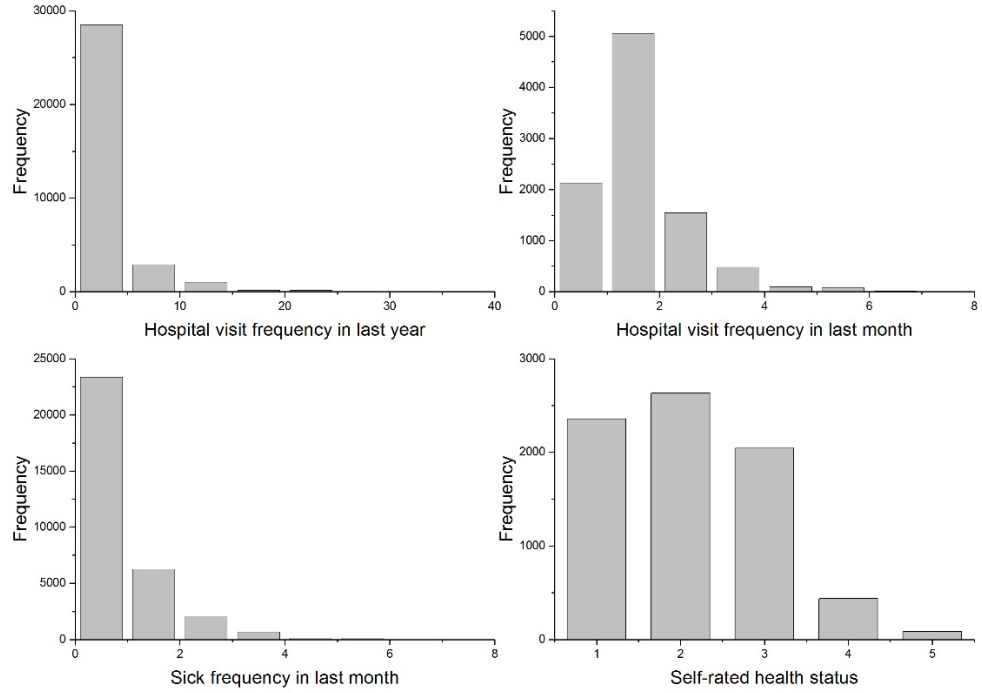 30000
20000
10000
0
Frequency
0 10 20 30 40
Hospital visit frequency in last year
5000
4000
3000
2000
1000
0
Frequency
0 2 4 6 8
Hospital visit frequency in last month
25000
20000
15000
10000
5000
0
Frequency
0 2 4 6 8
Sick frequency in last month
3000
2000
1000
0
Frequency
1 2 3 4 5
Self-rated health status